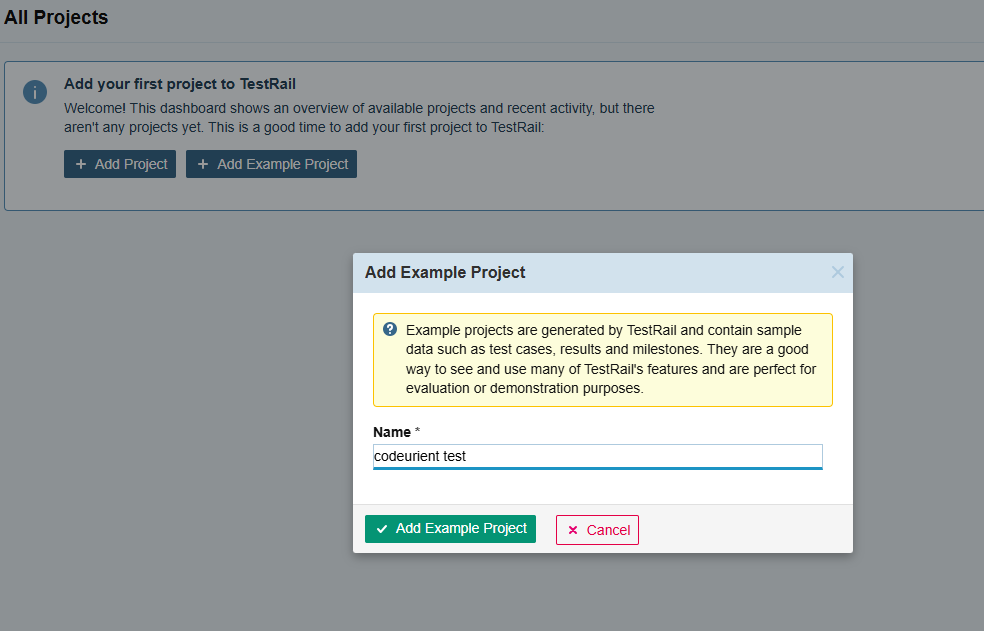 All Projects
Add your first project to TestRail
Welcome! This dashboard shows an overview of available projects and recent activity, but there
aren't any projects yet. This is a good time to add your first project to TestRail:
+ Add Project + Add Example Project
Add Example Project
Example projects are generated by TestRail and contain sample
data such as test cases, results and milestones. They are a good
way to see and use many of TestRail's features and are perfect for
evaluation or demonstration purposes.
Name *
codeurient test
Add Example Project Cancel